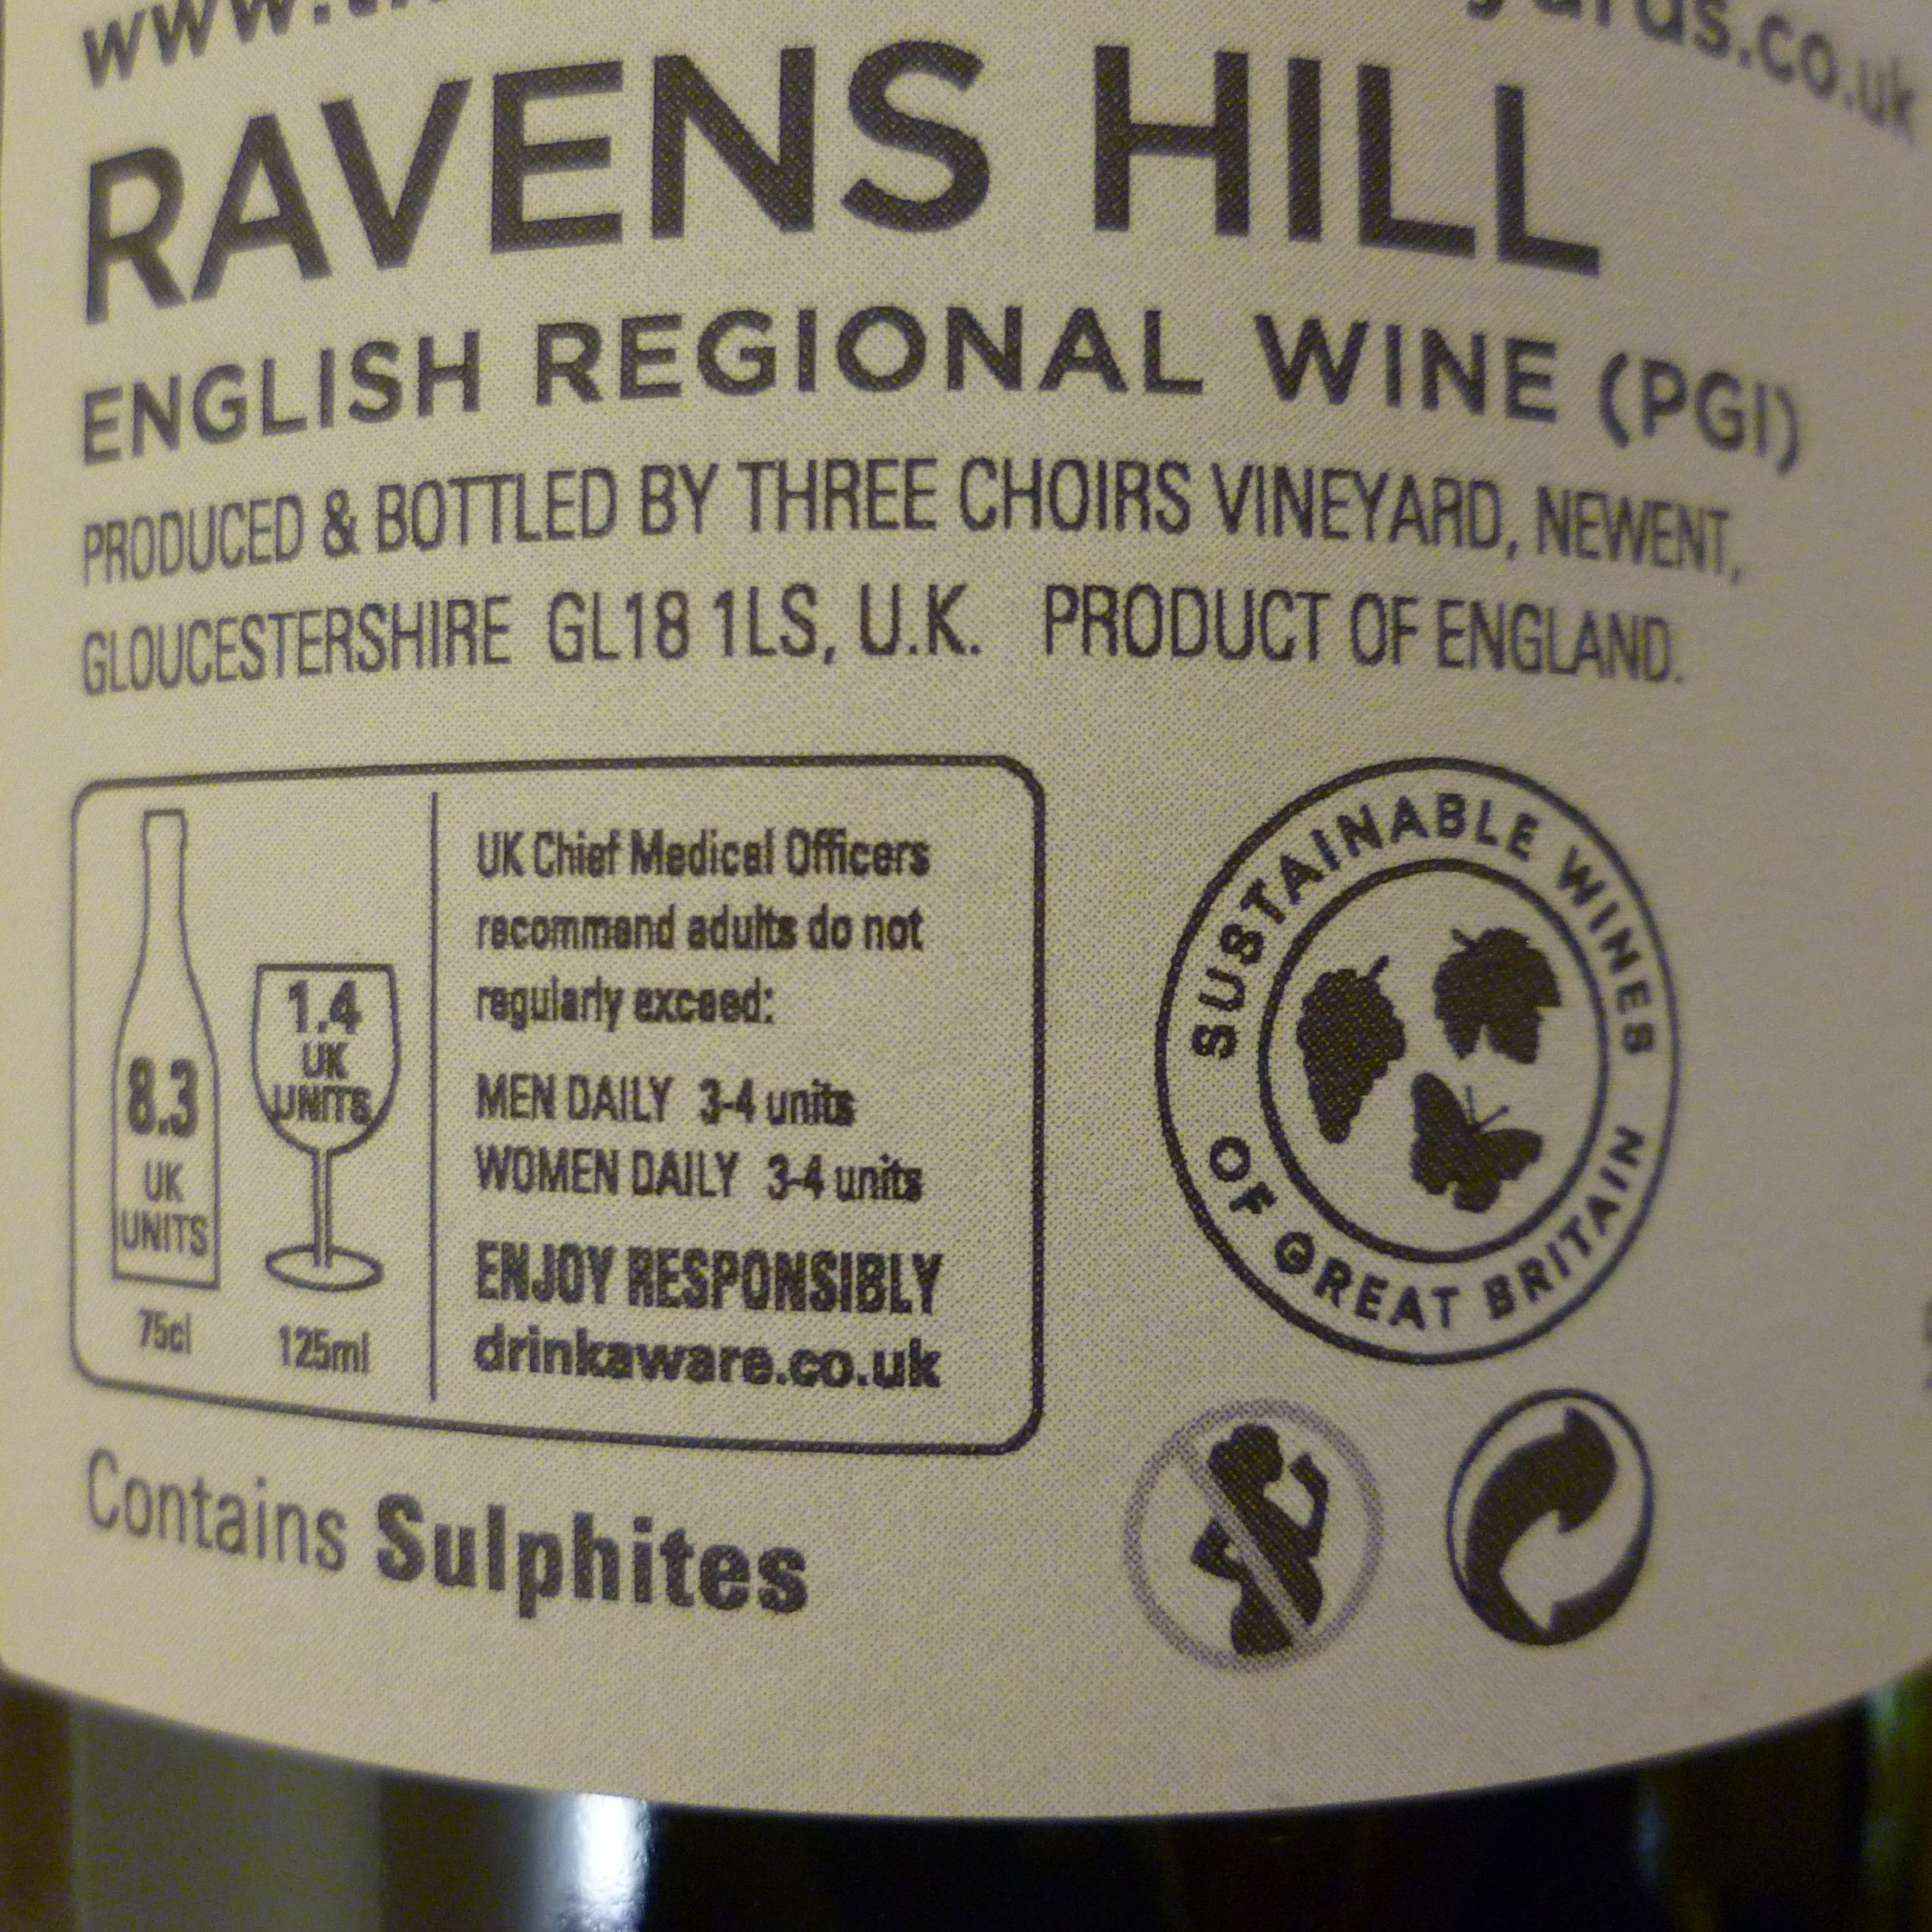 RAVENS HILL
ENGLISH REGIONAL WINE (PGI)
PRODUCED & BOTTLED BY THREE CHOIRS VINEYARD, NEWENT,
GLOUCESTERSHIRE GL18 1LS, U.K. PRODUCT OF ENGLAND.
8.3
UK
UNITS
75cl
1.4
UK
UNITS
125ml
UK Chief Medical Officers
recommend adults do not
regularly exceed:
MEN DAILY 3-4 units
WOMEN DAILY 3-4 units
ENJOY RESPONSIBLY
drinkaware.co.uk
SUSTAINABLE WINES
OF GREAT BRITAIN
Contains Sulphites